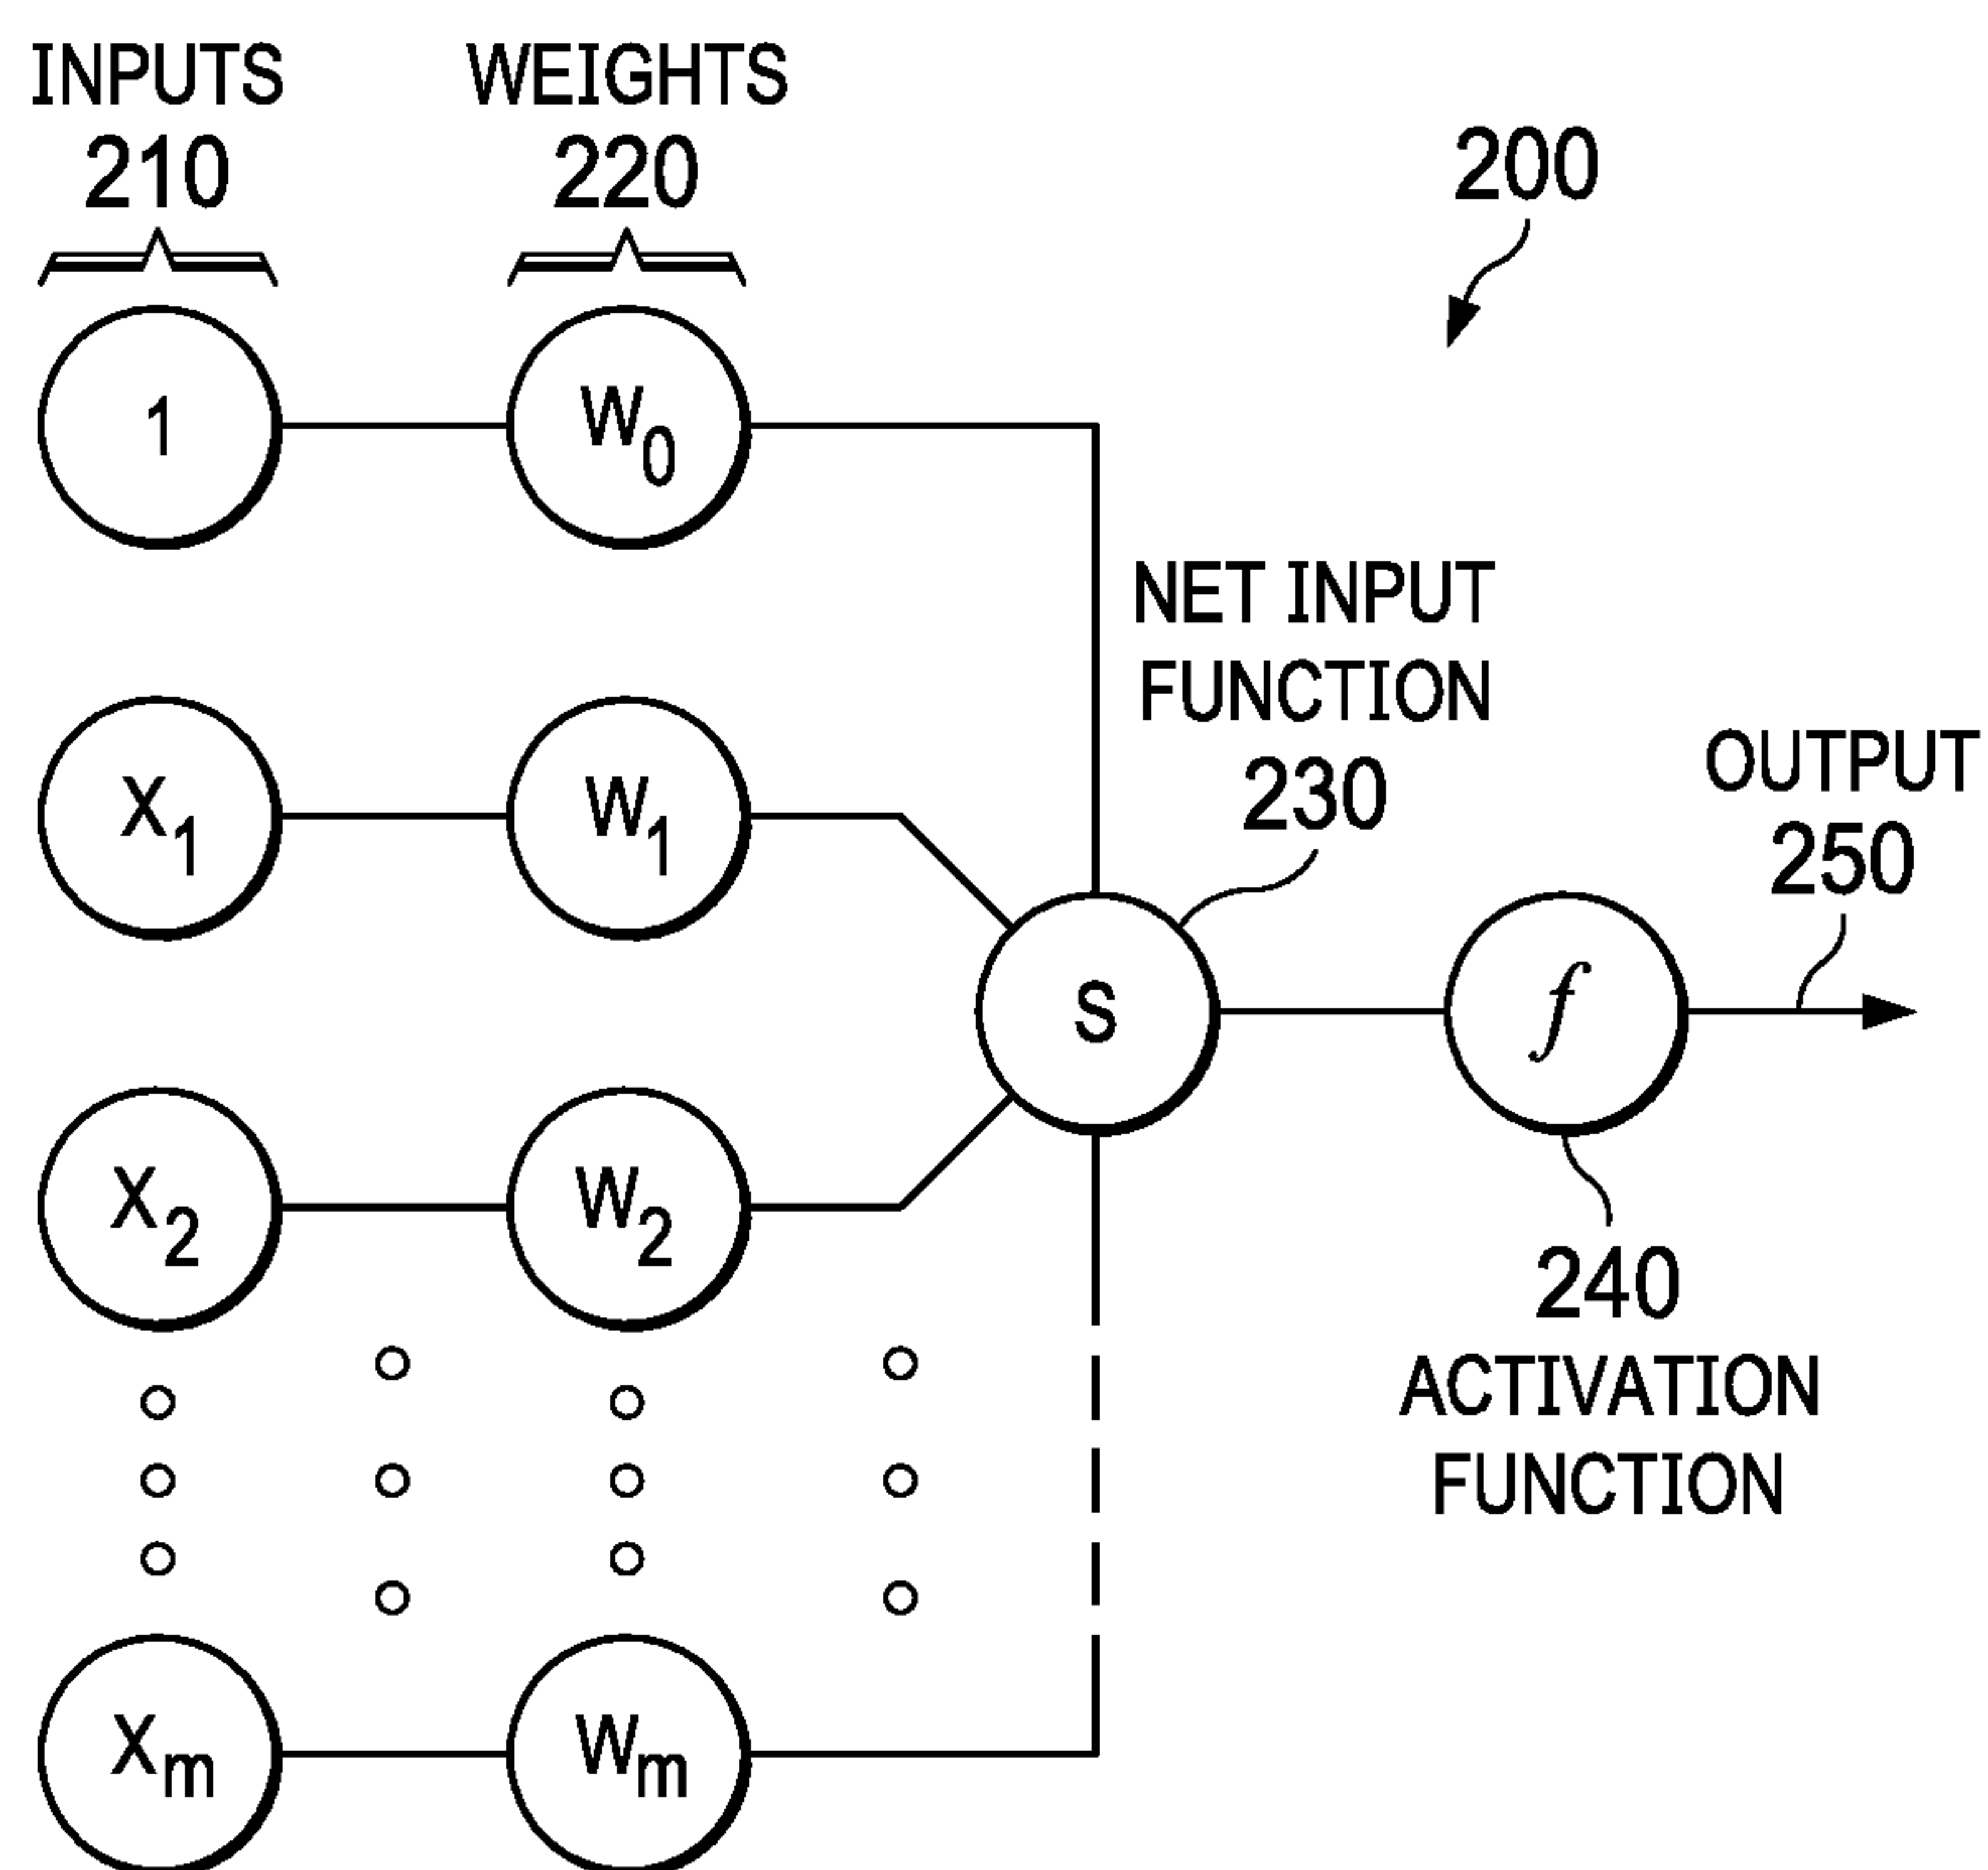 INPUTS
210
WEIGHTS
220
200
1
W0
NET INPUT
FUNCTION
230
X1
W1
OUTPUT
250
S
f
X2
W2
240
ACTIVATION
FUNCTION
Xm
Wm